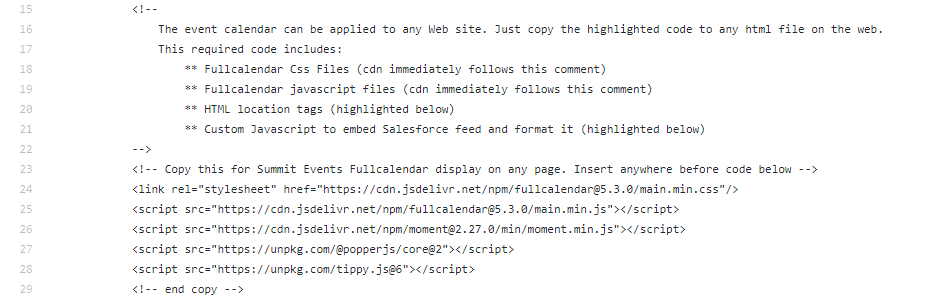 15 <!--
16 The event calendar can be applied to any Web site. Just copy the highlighted code to any html file on the web.
17 This required code includes:
18 ** Fullcalendar Css Files (cdn immediately follows this comment)
19 ** Fullcalendar javascript files (cdn immediately follows this comment)
20 ** HTML location tags (highlighted below)
21 ** Custom Javascript to embed Salesforce feed and format it (highlighted below)
22 -->
23 <!-- Copy this for Summit Events Fullcalendar display on any page. Insert anywhere before code below -->
24 <link rel="stylesheet" href="https://cdn.jsdelivr.net/npm/fullcalendar@5.3.0/main.min.css"/>
25 <script src="https://cdn.jsdelivr.net/npm/fullcalendar@5.3.0/main.min.js"></script>
26 <script src="https://cdn.jsdelivr.net/npm/moment@2.27.0/min/moment.min.js"></script>
27 <script src="https://unpkg.com/@popperjs/core@2"></script>
28 <script src="https://unpkg.com/tippy.js@6"></script>
29 <!-- end copy -->